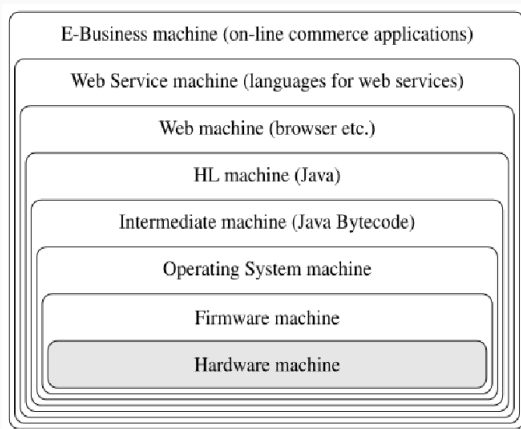 E-Business machine (on-line commerce applications)
Web Service machine (languages for web services)
Web machine (browser etc.)
HL machine (Java)
Intermediate machine (Java Bytecode)
Operating System machine
Firmware machine
Hardware machine